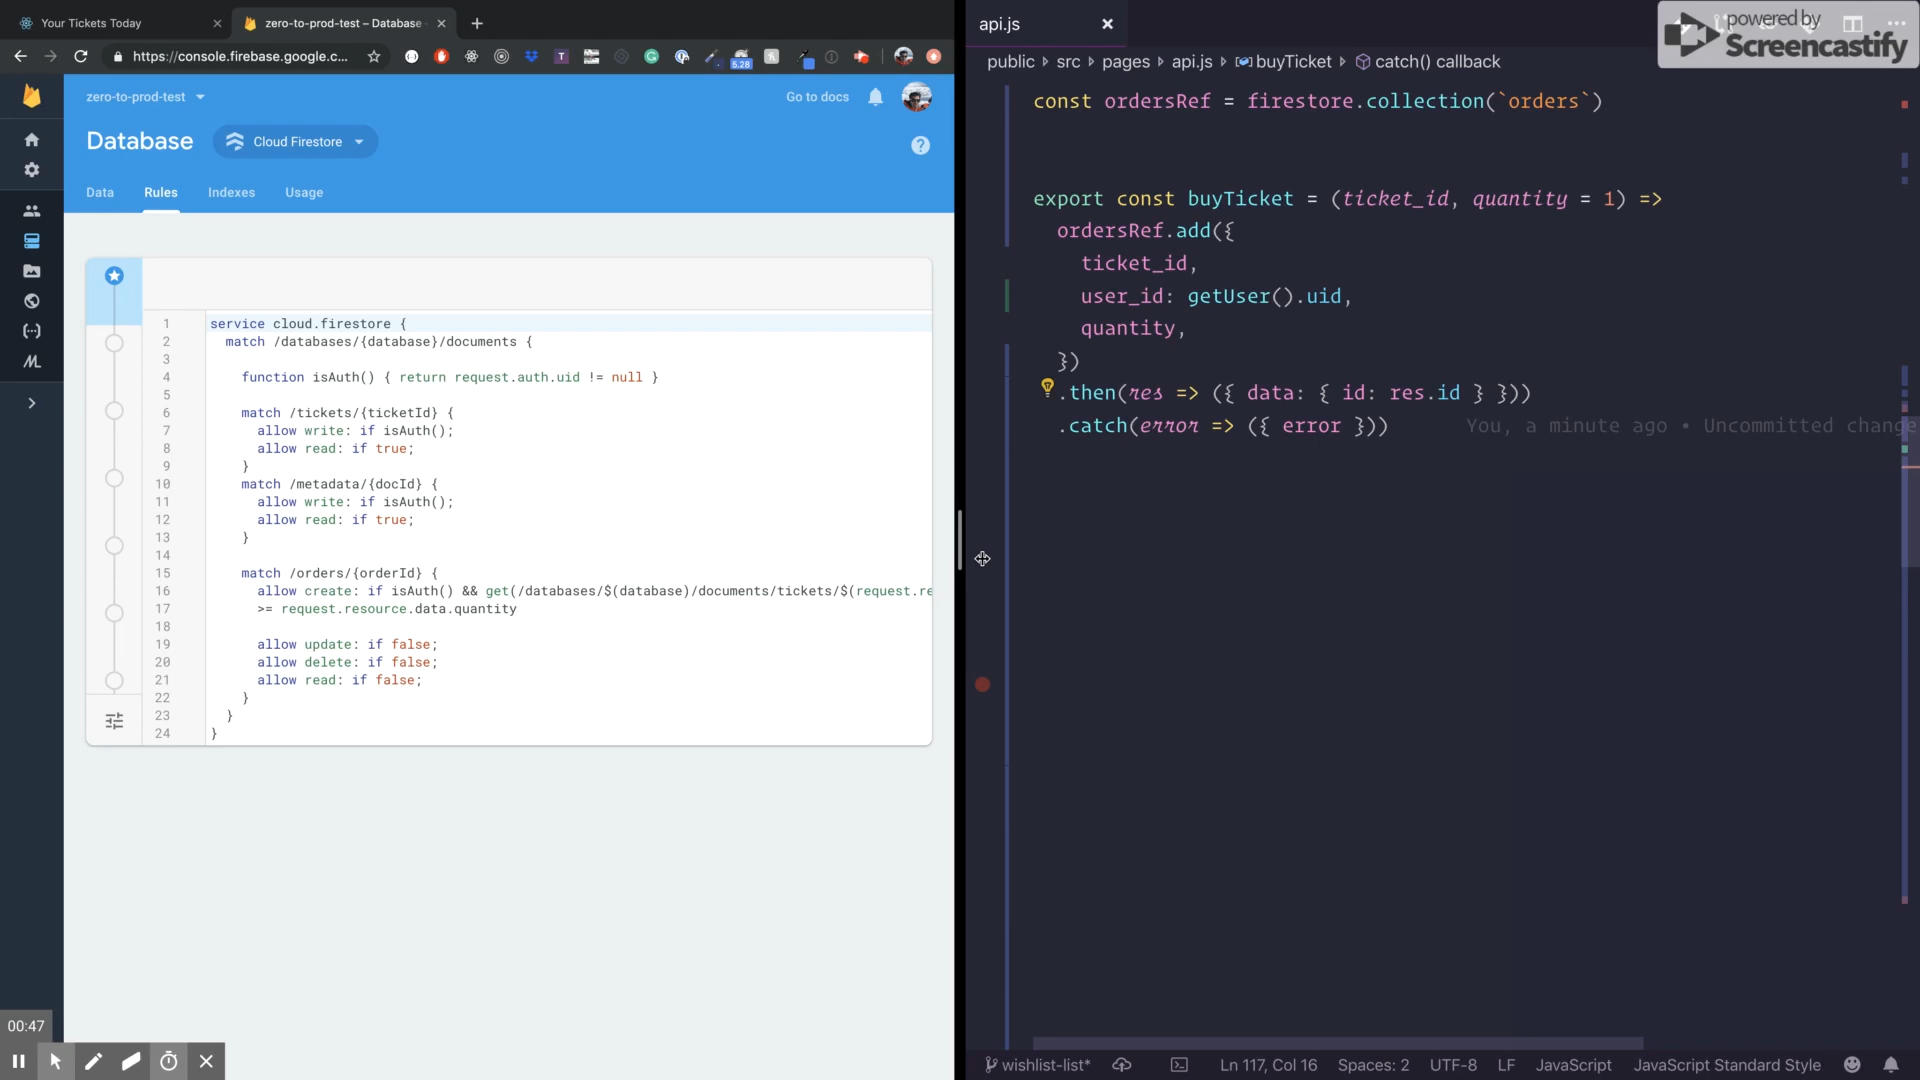 Your Tickets Today
zero-to-prod-test – Database
https://console.firebase.google.c...
5.28
zero-to-prod-test
Go to docs
Database
Cloud Firestore
Data
Rules
Indexes
Usage
1 service cloud.firestore {
2 match /databases/{database}/documents {
3
4 function isAuth() { return request.auth.uid != null }
5
6 match /tickets/{ticketId} {
7 allow write: if isAuth();
8 allow read: if true;
9 }
10 match /metadata/{docId} {
11 allow write: if isAuth();
12 allow read: if true;
13 }
14
15 match /orders/{orderId} {
16 allow create: if isAuth() && get(/databases/$(database)/documents/tickets/$(request.re
17 >= request.resource.data.quantity
18
19 allow update: if false;
20 allow delete: if false;
21 allow read: if false;
22 }
23 }
24 }
00:47
api.js
powered by
Screencastify
public src pages api.js buyTicket catch() callback
const ordersRef = firestore.collection(`orders`)
export const buyTicket = (ticket_id, quantity = 1) =>
ordersRef.add({
ticket_id,
user_id: getUser().uid,
quantity,
})
.then(res => ({ data: { id: res.id } }))
.catch(error => ({ error })) You, a minute ago • Uncommitted change
wishlist-list* Ln 117, Col 16 Spaces: 2 UTF-8 LF JavaScript JavaScript Standard Style